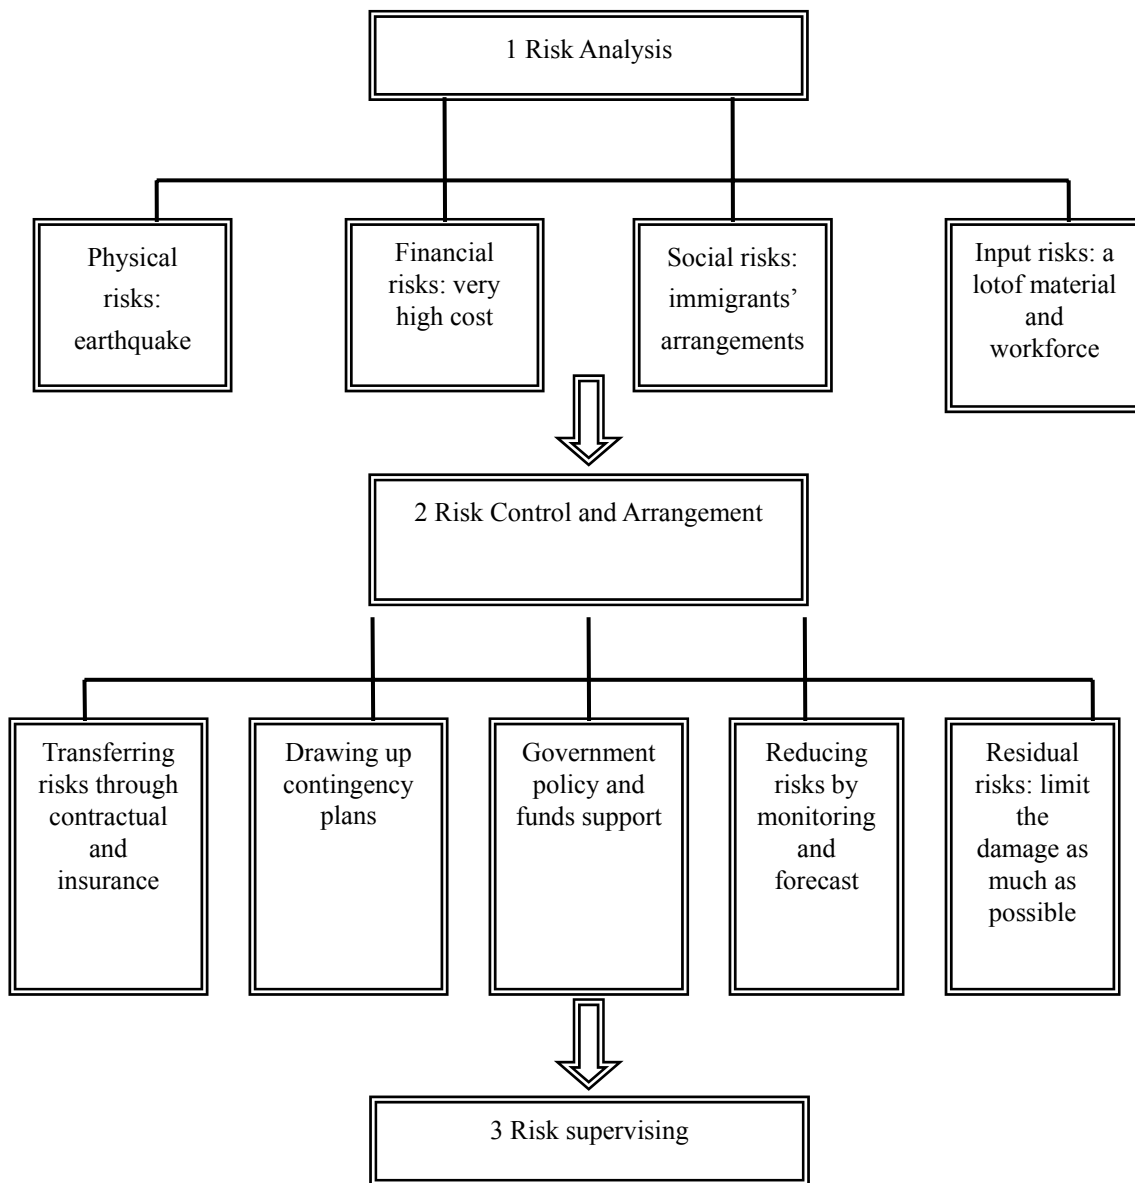 1 Risk Analysis
Physical
risks:
earthquake
Financial
risks: very
high cost
Social risks:
immigrants’
arrangements
Input risks: a
lotof material
and
workforce
2 Risk Control and Arrangement
Transferring
risks through
contractual
and
insurance
Drawing up
contingency
plans
Government
policy and
funds support
Reducing
risks by
monitoring
and
forecast
Residual
risks: limit
the
damage as
much as
possible
3 Risk supervising